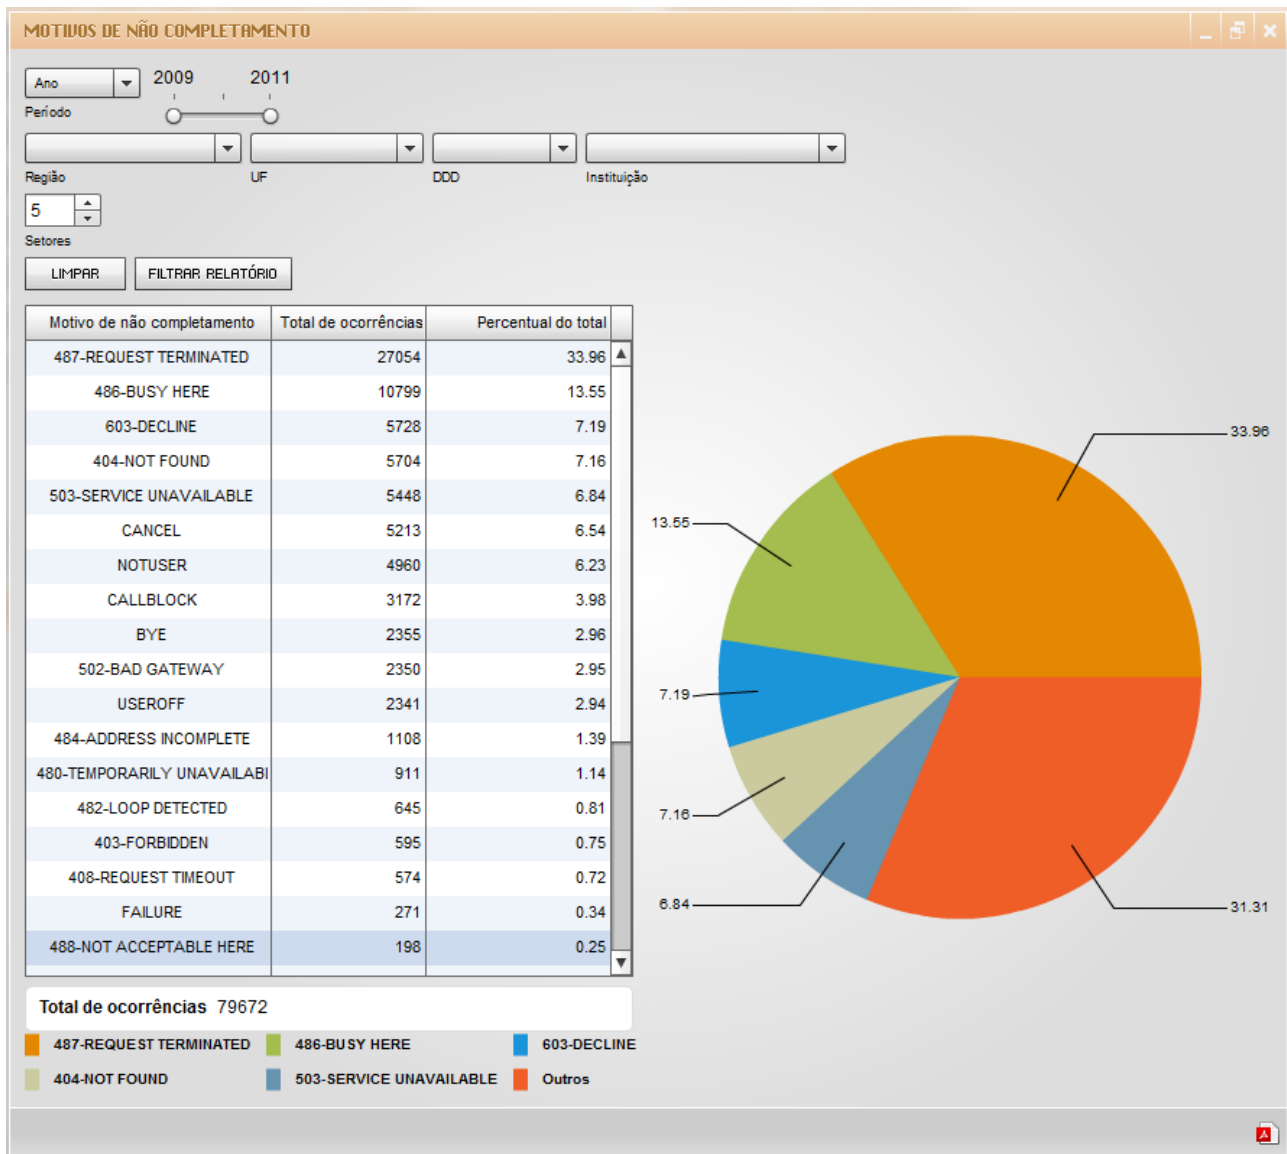 MOTIVOS DE NÃO COMPLETAMENTO
Ano
2009 2011
Período
Região UF DDD Instituição
5
Setores
LIMPAR FILTRAR RELATÓRIO
Motivo de não completamento Total de ocorrências Percentual do total
487-REQUEST TERMINATED 27054 33.96
486-BUSY HERE 10799 13.55
603-DECLINE 5728 7.19
404-NOT FOUND 5704 7.16
503-SERVICE UNAVAILABLE 5448 6.84
CANCEL 5213 6.54
NOTUSER 4960 6.23
CALLBLOCK 3172 3.98
BYE 2355 2.96
502-BAD GATEWAY 2350 2.95
USEROFF 2341 2.94
484-ADDRESS INCOMPLETE 1108 1.39
480-TEMPORARILY UNAVAILABI 911 1.14
482-LOOP DETECTED 645 0.81
403-FORBIDDEN 595 0.75
408-REQUEST TIMEOUT 574 0.72
FAILURE 271 0.34
488-NOT ACCEPTABLE HERE 198 0.25
Total de ocorrências 79672
487-REQUEST TERMINATED 486-BUSY HERE 603-DECLINE
404-NOT FOUND 503-SERVICE UNAVAILABLE Outros
33.96
13.55
7.19
7.16
6.84
31.31